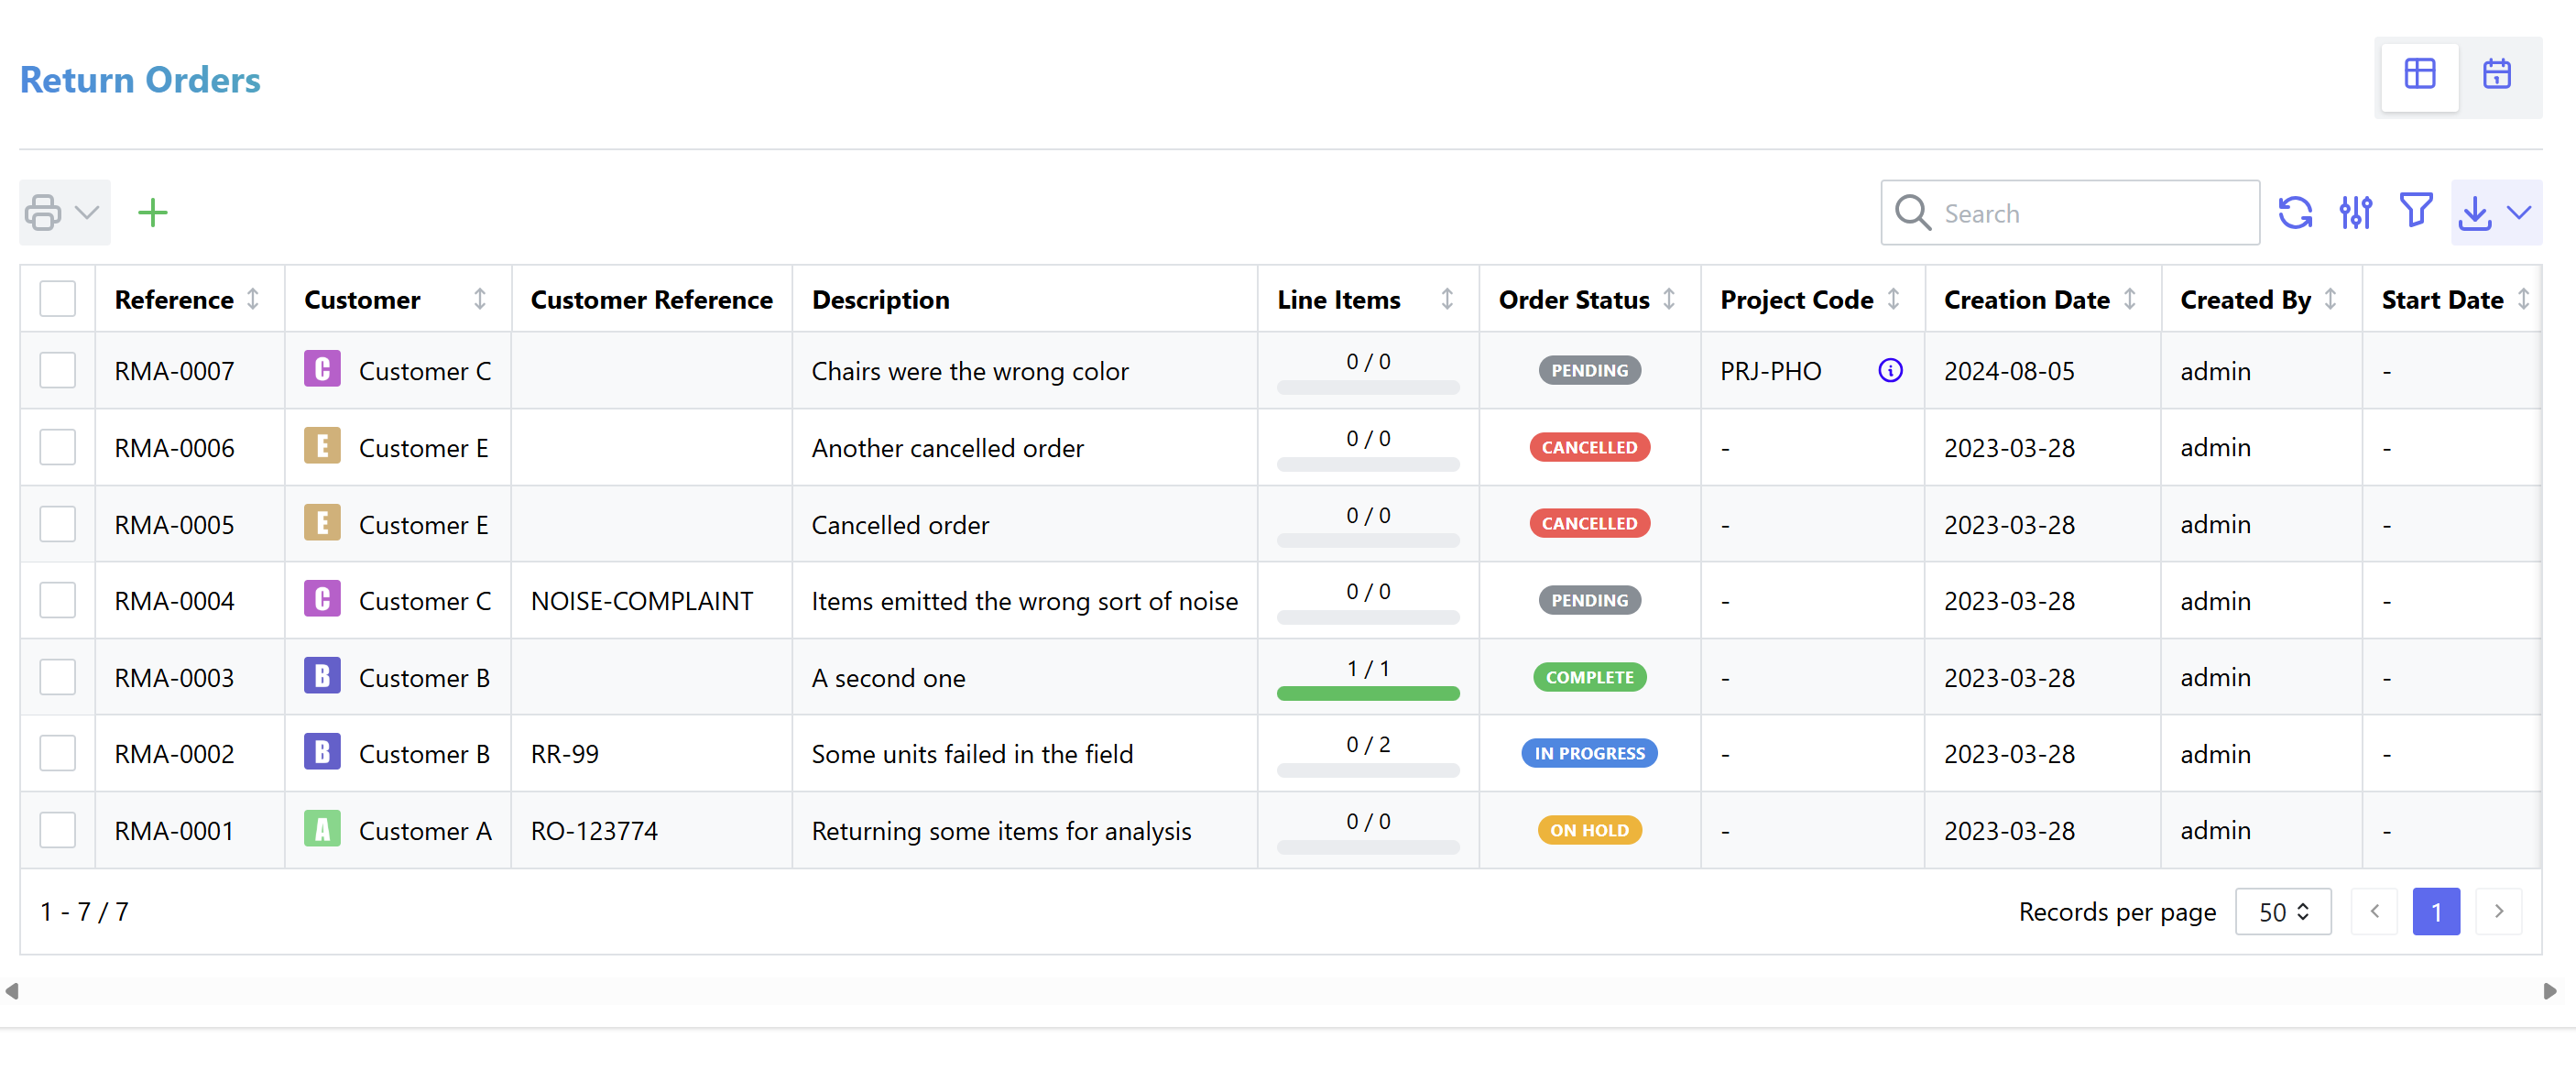 Return Orders
Search
Reference Customer Customer Reference Description Line Items Order Status Project Code Creation Date Created By Start Date
RMA-0007 C Customer C Chairs were the wrong color 0 / 0 PENDING PRJ-PHO 2024-08-05 admin -
RMA-0006 E Customer E Another cancelled order 0 / 0 CANCELLED - 2023-03-28 admin -
RMA-0005 E Customer E Cancelled order 0 / 0 CANCELLED - 2023-03-28 admin -
RMA-0004 C Customer C NOISE-COMPLAINT Items emitted the wrong sort of noise 0 / 0 PENDING - 2023-03-28 admin -
RMA-0003 B Customer B A second one 1 / 1 COMPLETE - 2023-03-28 admin -
RMA-0002 B Customer B RR-99 Some units failed in the field 0 / 2 IN PROGRESS - 2023-03-28 admin -
RMA-0001 A Customer A RO-123774 Returning some items for analysis 0 / 0 ON HOLD - 2023-03-28 admin -
1 - 7 / 7 Records per page 50 1